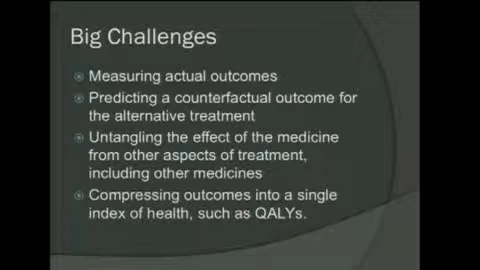 Big Challenges
Measuring actual outcomes
Predicting a counterfactual outcome for
the alternative treatment
Untangling the effect of the medicine
from other aspects of treatment,
including other medicines
Compressing outcomes into a single
index of health, such as QALYs.